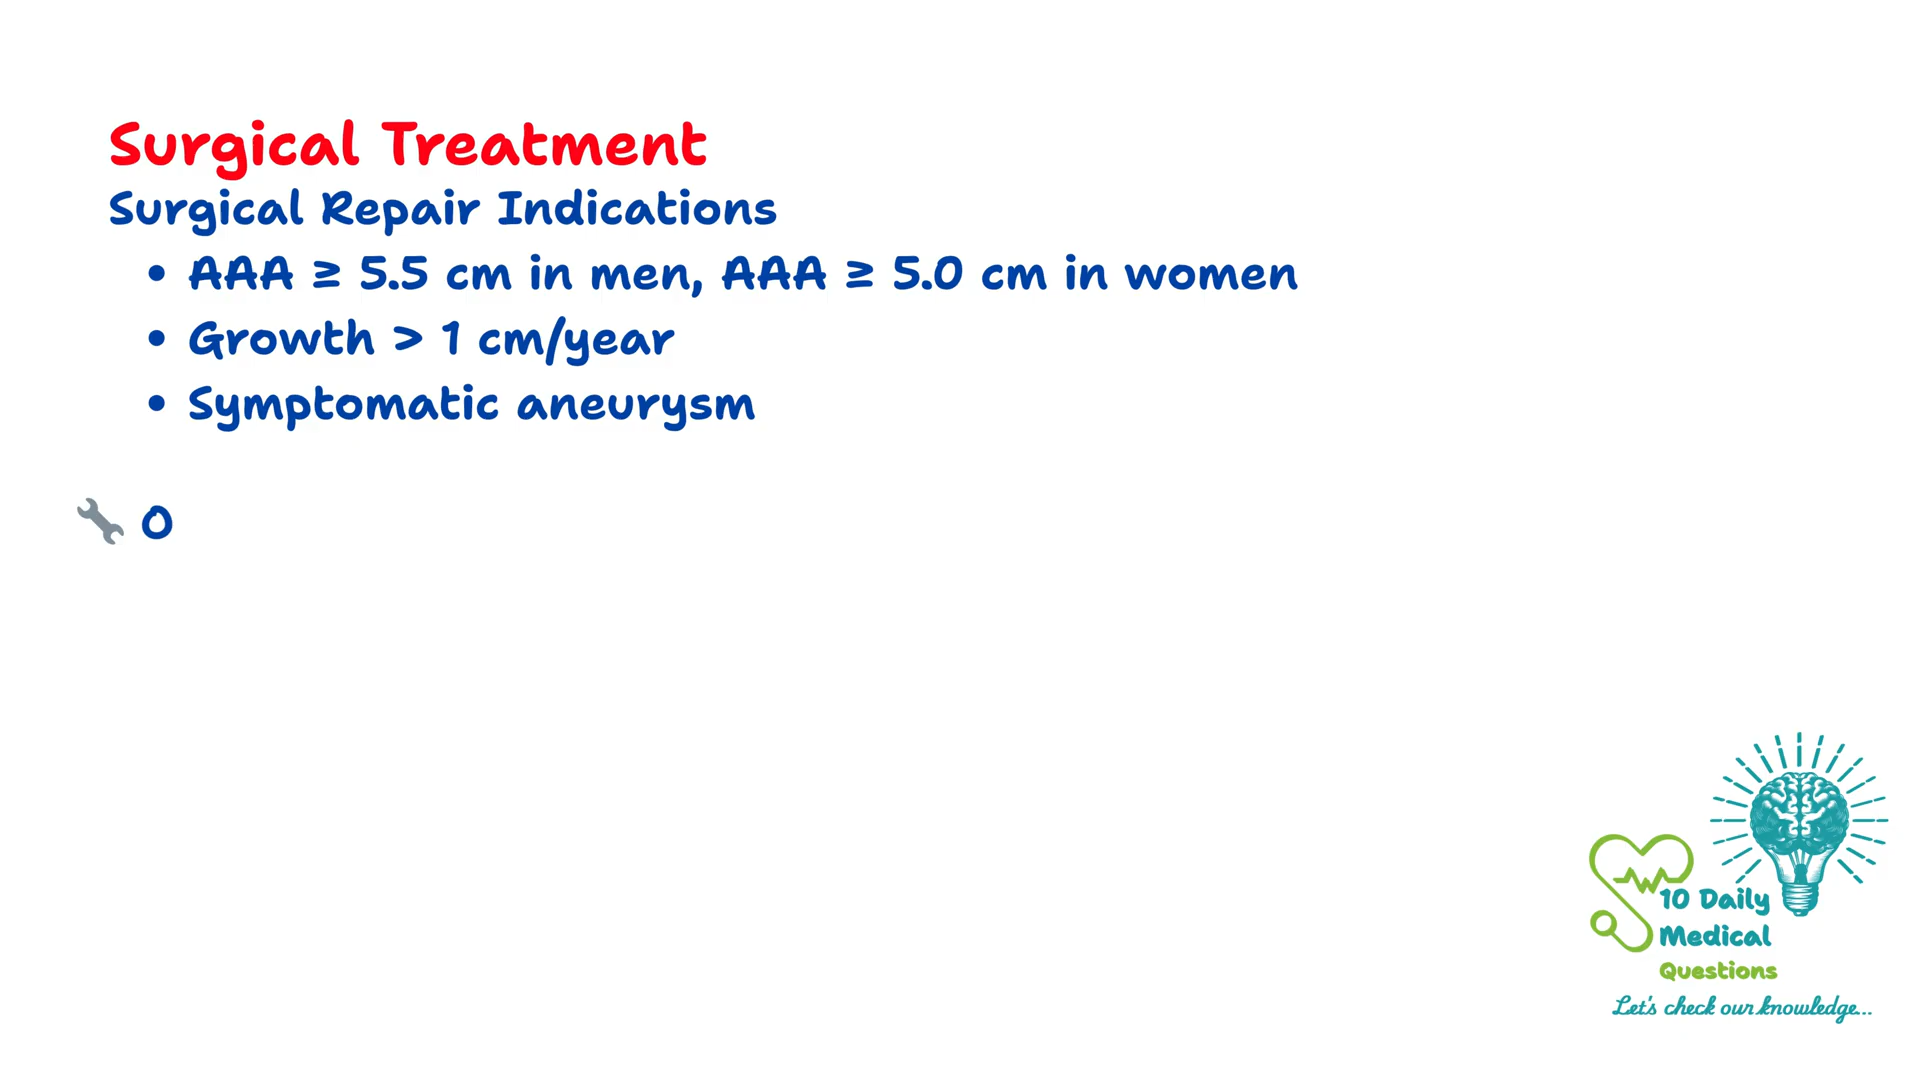 Surgical Treatment
Surgical Repair Indications
• AAA ≥ 5.5 cm in men, AAA ≥ 5.0 cm in women
• Growth > 1 cm/year
• Symptomatic aneurysm
🔧 O
10 Daily
Medical
Questions
Let's check our knowledge...